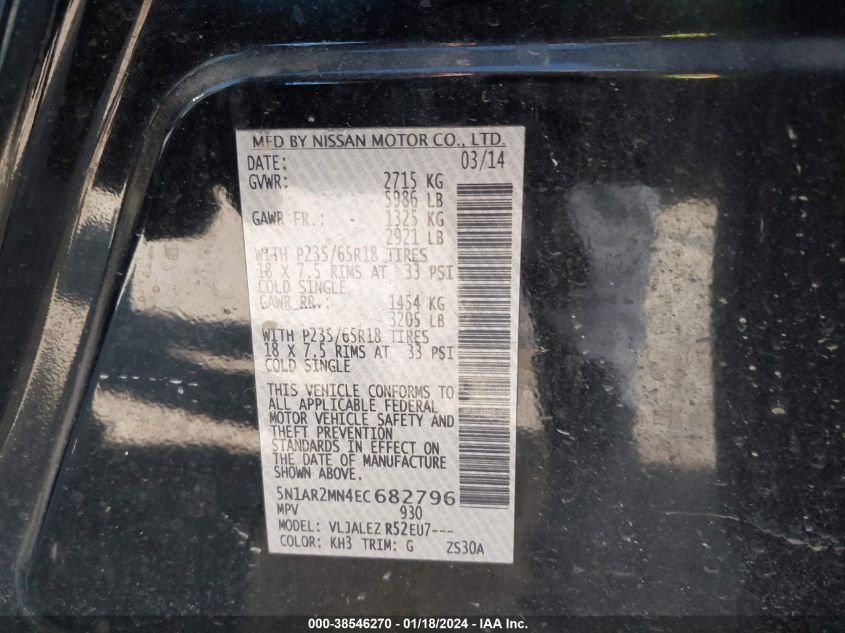 MFD BY NISSAN MOTOR CO., LTD.
DATE: 03/14
GVWR: 2715 KG
5986 LB
GAWR FR.: 1325 KG
2921 LB
WITH P235/65R18 TIRES
18 X 7.5 RIMS AT 33 PSI
COLD SINGLE
GAWR RR.: 1454 KG
3205 LB
WITH P235/65R18 TIRES
18 X 7.5 RIMS AT 33 PSI
COLD SINGLE
THIS VEHICLE CONFORMS TO
ALL APPLICABLE FEDERAL
MOTOR VEHICLE SAFETY AND
THEFT PREVENTION
STANDARDS IN EFFECT ON
THE DATE OF MANUFACTURE
SHOWN ABOVE.
5N1AR2MN4EC682796
MPV 930
MODEL: VLJALEZ R52EU7---
COLOR: KH3 TRIM: G ZS30A
000-38546270 - 01/18/2024 - IAA Inc.